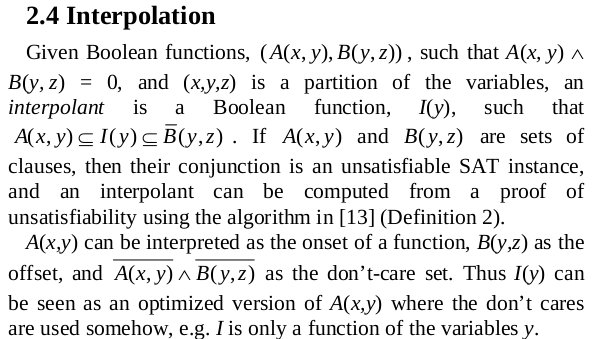 2.4 Interpolation
Given Boolean functions, (A(x, y), B(y, z)) , such that A(x, y) ∧
B(y, z) = 0, and (x,y,z) is a partition of the variables, an
interpolant is a Boolean function, I(y), such that
A(x, y) ⊆ I(y) ⊆ B̅(y, z) . If A(x, y) and B(y, z) are sets of
clauses, then their conjunction is an unsatisfiable SAT instance,
and an interpolant can be computed from a proof of
unsatisfiability using the algorithm in [13] (Definition 2).
A(x,y) can be interpreted as the onset of a function, B(y,z) as the
offset, and \overline{A(x, y)} ∧ \overline{B(y, z)} as the don’t-care set. Thus I(y) can
be seen as an optimized version of A(x,y) where the don’t cares
are used somehow, e.g. I is only a function of the variables y.